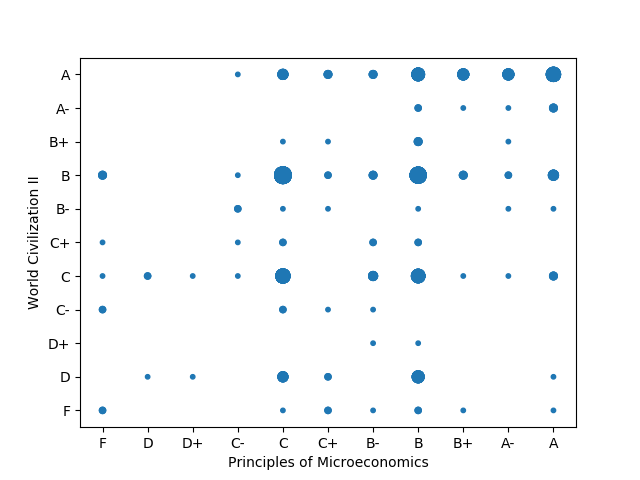 A
A-
B+
B
B-
C+
C
C-
D+
D
F
World Civilization II
F D D+ C- C C+ B- B B+ A- A
Principles of Microeconomics